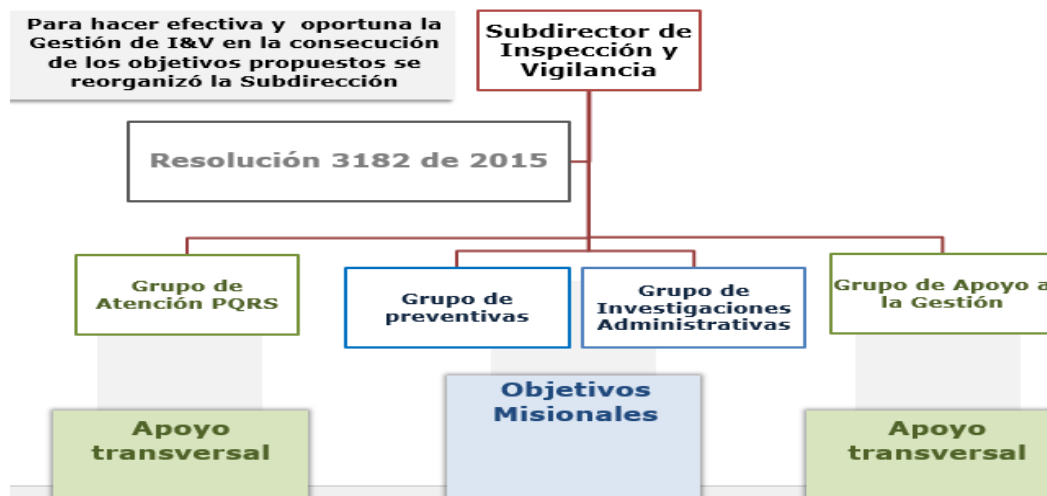 Para hacer efectiva y oportuna la
Gestión de I&V en la consecución
de los objetivos propuestos se
reorganizó la Subdirección
Subdirector de
Inspección y
Vigilancia
Resolución 3182 de 2015
Grupo de
Atención PQRS
Grupo de
preventivas
Grupo de
Investigaciones
Administrativas
Grupo de Apoyo a
la Gestión
Objetivos
Misionales
Apoyo
transversal
Apoyo
transversal